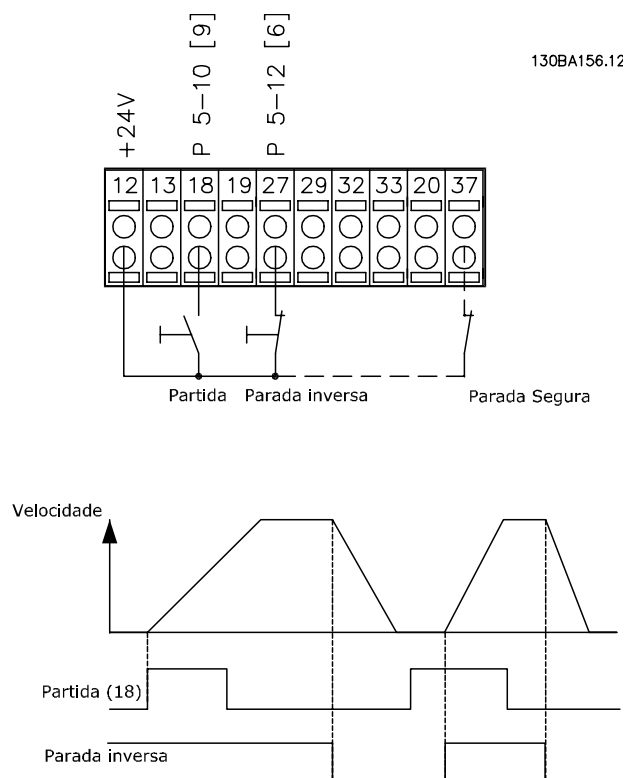 130BA156.12
+24V
P 5-10 [9]
P 5-12 [6]
12 13 18 19 27 29 32 33 20 37
Partida Parada inversa Parada Segura
Velocidade
Partida (18)
Parada inversa